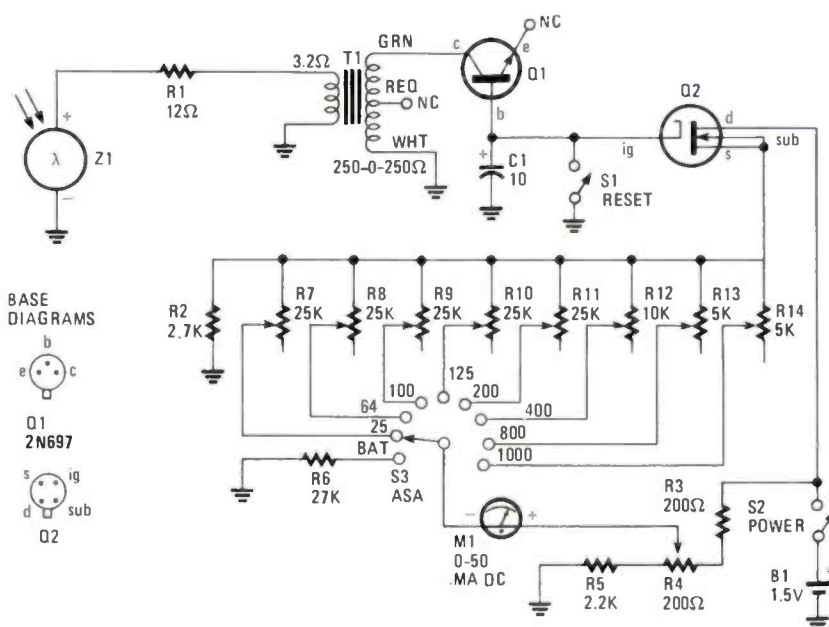 NC
GRN
c
e
3.2Ω
T1
Q1
R1
12Ω
REQ
NC
b
Q2
d
+
λ
Z1
−
WHT
250-0-250Ω
+
C1
10
S1
RESET
ig
s
sub
BASE
DIAGRAMS
R2
2.7K
R7
25K
R8
25K
R9
25K
R10
25K
R11
25K
R12
10K
R13
5K
R14
5K
b
e
c
Q1
2N697
s
ig
d
sub
Q2
125
100
200
64
400
25
800
BAT
1000
R6
27K
S3
ASA
R3
200Ω
S2
POWER
−
+
M1
0-50
.MA DC
R5
2.2K
R4
200Ω
B1
1.5V
+